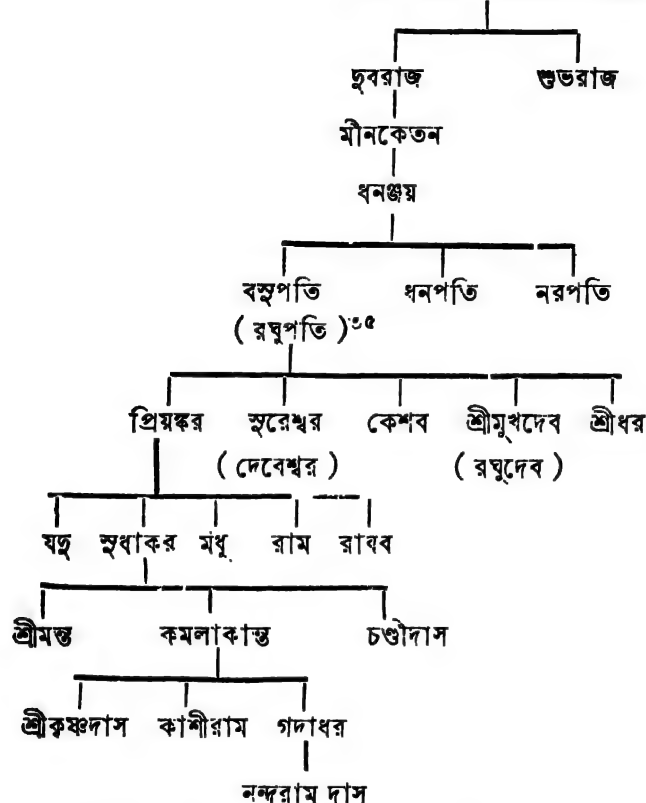 দুবরাজ শুভরাজ
মীনকেতন
ধনঞ্জয়
বসুপতি ধনপতি নরপতি
( রঘুপতি )৩৫
প্রিয়ঙ্কর সুরেশ্বর কেশব শ্রীমুখদেব শ্রীধর
( দেবেশ্বর ) ( রঘুদেব )
যদু সুধাকর মধু রাম রাঘব
শ্রীমন্ত কমলাকান্ত চণ্ডীদাস
শ্রীকৃষ্ণদাস কাশীরাম গদাধর
নন্দরাম দাস